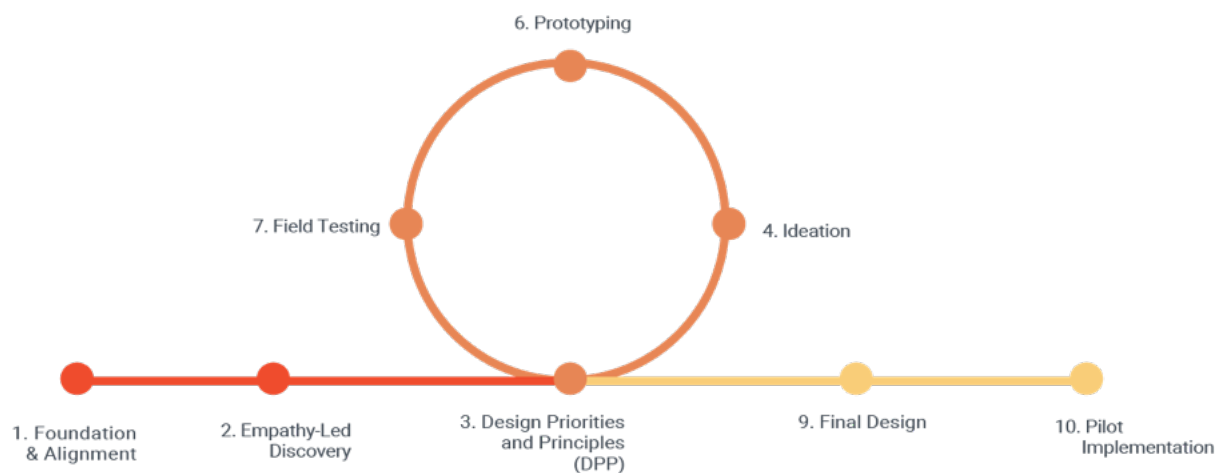 6. Prototyping
7. Field Testing
4. Ideation
1. Foundation
& Alignment
2. Empathy-Led
Discovery
3. Design Priorities
and Principles
(DPP)
9. Final Design
10. Pilot
Implementation